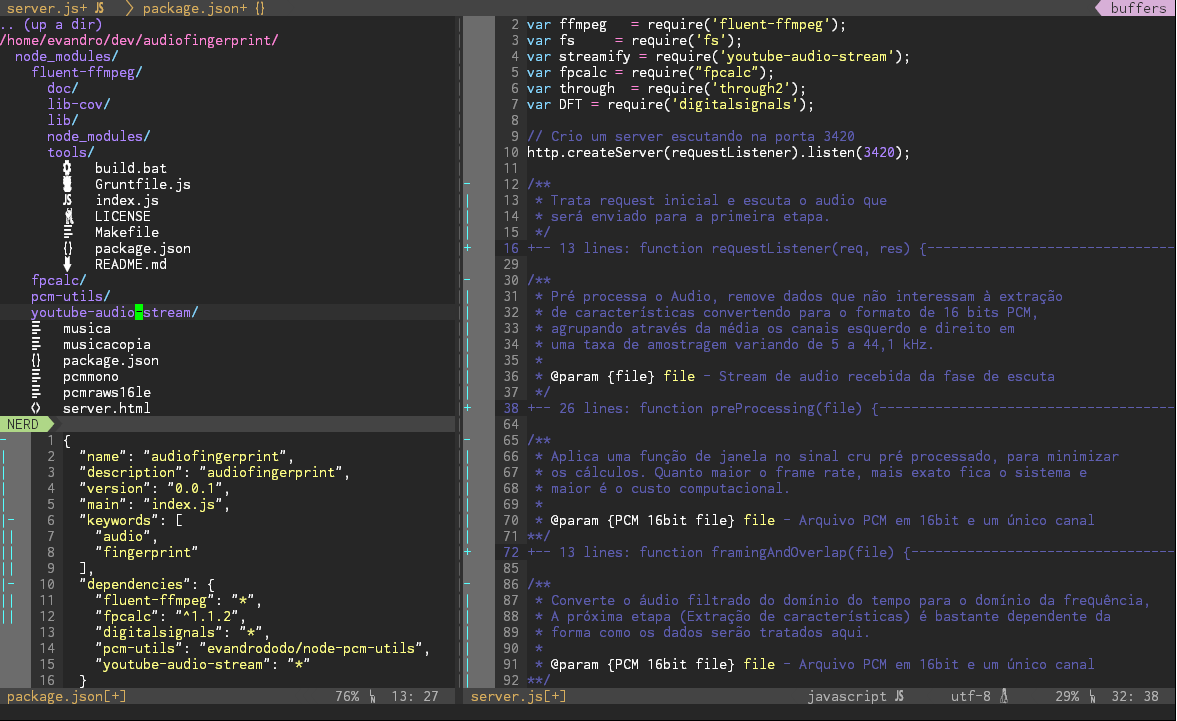 server.js+ JS package.json+ {} buffers
.. (up a dir)
/home/evandro/dev/audiofingerprint/
node_modules/
fluent-ffmpeg/
doc/
lib-cov/
lib/
node_modules/
tools/
build.bat
Gruntfile.js
JS index.js
LICENSE
Makefile
{} package.json
README.md
fpcalc/
pcm-utils/
youtube-audio-stream/
musica
musicacopia
{} package.json
pcmmono
pcmraws16le
<> server.html
NERD
- 1 {
| 2 "name": "audiofingerprint",
| 3 "description": "audiofingerprint",
| 4 "version": "0.0.1",
| 5 "main": "index.js",
|- 6 "keywords": [
|| 7 "audio",
|| 8 "fingerprint"
|| 9 ],
|- 10 "dependencies": {
|| 11 "fluent-ffmpeg": "*",
|| 12 "fpcalc": "^1.1.2",
13 "digitalsignals": "*",
14 "pcm-utils": "evandrododo/node-pcm-utils",
15 "youtube-audio-stream": "*"
16 }
package.json[+] 76% LN 13: 27
2 var ffmpeg = require('fluent-ffmpeg');
3 var fs = require('fs');
4 var streamify = require('youtube-audio-stream');
5 var fpcalc = require("fpcalc");
6 var through = require('through2');
7 var DFT = require('digitalsignals');
8
9 // Crio um server escutando na porta 3420
10 http.createServer(requestListener).listen(3420);
11
- 12 /**
| 13 * Trata request inicial e escuta o audio que
| 14 * será enviado para a primeira etapa.
| 15 */
+ 16 +-- 13 lines: function requestListener(req, res) {-------------------------------
29
- 30 /**
| 31 * Pré processa o Audio, remove dados que não interessam à extração
| 32 * de características convertendo para o formato de 16 bits PCM,
| 33 * agrupando através da média os canais esquerdo e direito em
| 34 * uma taxa de amostragem variando de 5 a 44,1 kHz.
| 35 *
| 36 * @param {file} file - Stream de audio recebida da fase de escuta
| 37 */
+ 38 +-- 26 lines: function preProcessing(file) {-------------------------------------
64
- 65 /**
| 66 * Aplica uma função de janela no sinal cru pré processado, para minimizar
| 67 * os cálculos. Quanto maior o frame rate, mais exato fica o sistema e
| 68 * maior é o custo computacional.
| 69 *
| 70 * @param {PCM 16bit file} file - Arquivo PCM em 16bit e um único canal
| 71 **/
+ 72 +-- 13 lines: function framingAndOverlap(file) {---------------------------------
85
- 86 /**
| 87 * Converte o áudio filtrado do domínio do tempo para o domínio da frequência,
| 88 * A próxima etapa (Extração de características) é bastante dependente da
| 89 * forma como os dados serão tratados aqui.
| 90 *
| 91 * @param {PCM 16bit file} file - Arquivo PCM em 16bit e um único canal
| 92 **/
server.js[+] javascript JS utf-8 29% LN 32: 38